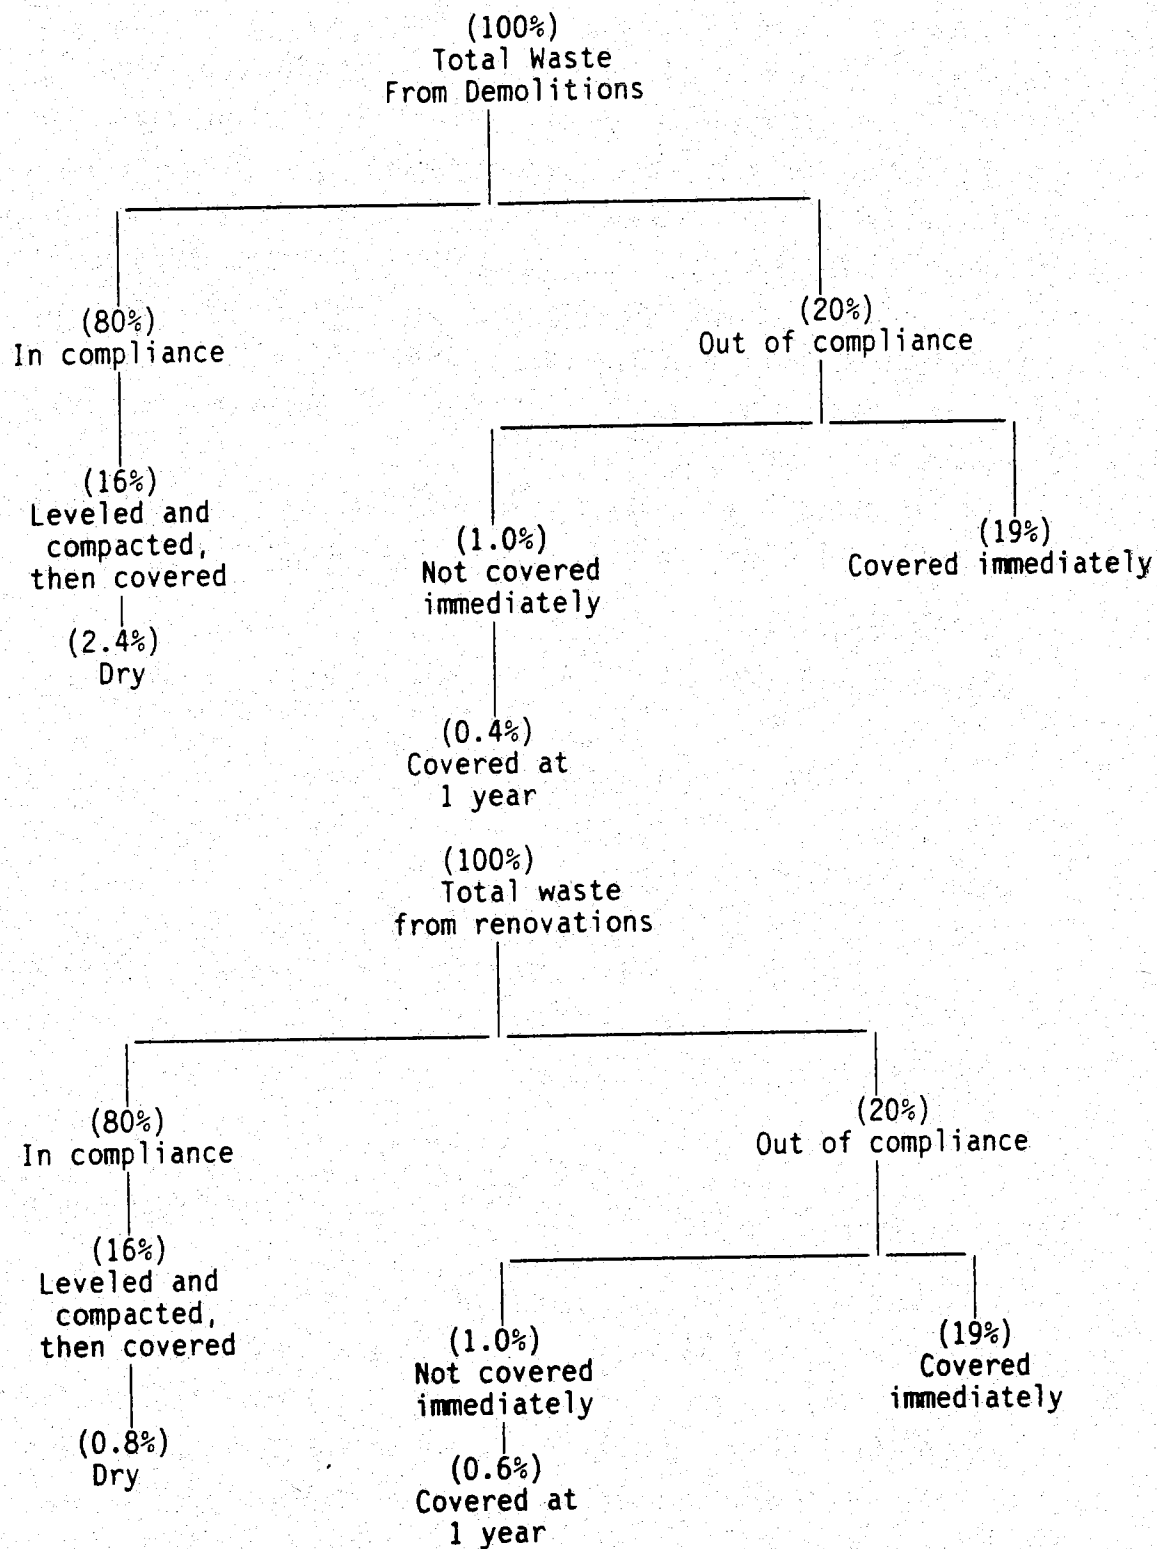 (100%)
Total Waste
From Demolitions
(80%)
In compliance
(20%)
Out of compliance
(16%)
Leveled and
compacted,
then covered
(2.4%)
Dry
(1.0%)
Not covered
immediately
(19%)
Covered immediately
(0.4%)
Covered at
1 year
(100%)
Total waste
from renovations
(80%)
In compliance
(20%)
Out of compliance
(16%)
Leveled and
compacted,
then covered
(0.8%)
Dry
(1.0%)
Not covered
immediately
(19%)
Covered
immediately
(0.6%)
Covered at
1 year